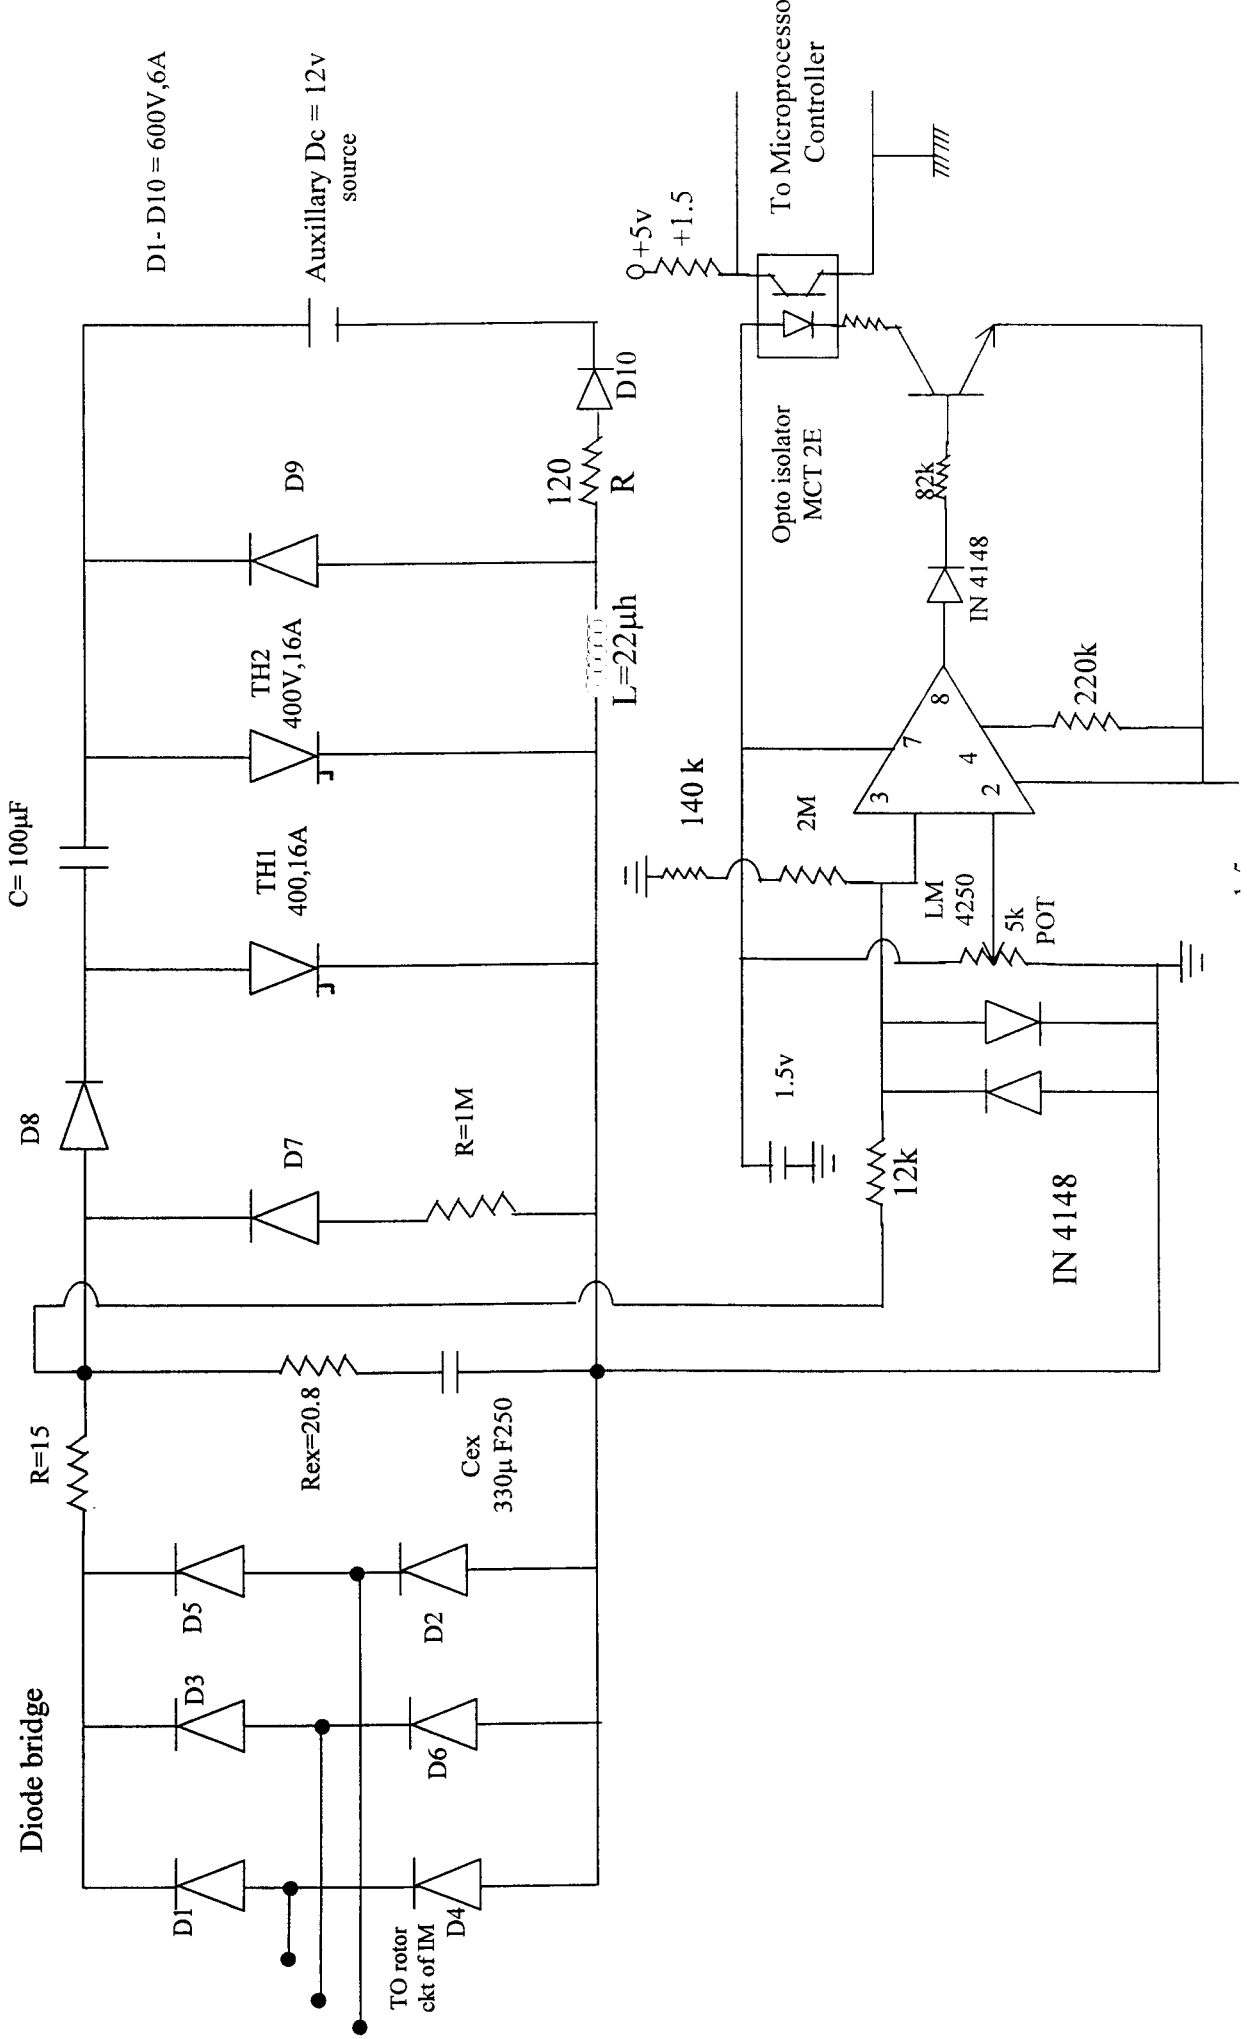 Diode bridge
D1
D3
D5
D4
D6
D2
TO rotor
ckt of IM
R=15
Rex=20.8
Cex
330µ F250
D8
D7
R=1M
C= 100µF
TH1
400,16A
TH2
400V,16A
D9
L=22µh
120
R
D10
D1- D10 = 600V,6A
Auxillary Dc = 12v
source
1.5v
12k
IN 4148
140 k
2M
LM
4250
5k
POT
3
2
7
4
8
220k
IN 4148
82k
Opto isolator
MCT 2E
+5v
+1.5
To Microprocesso
Controller